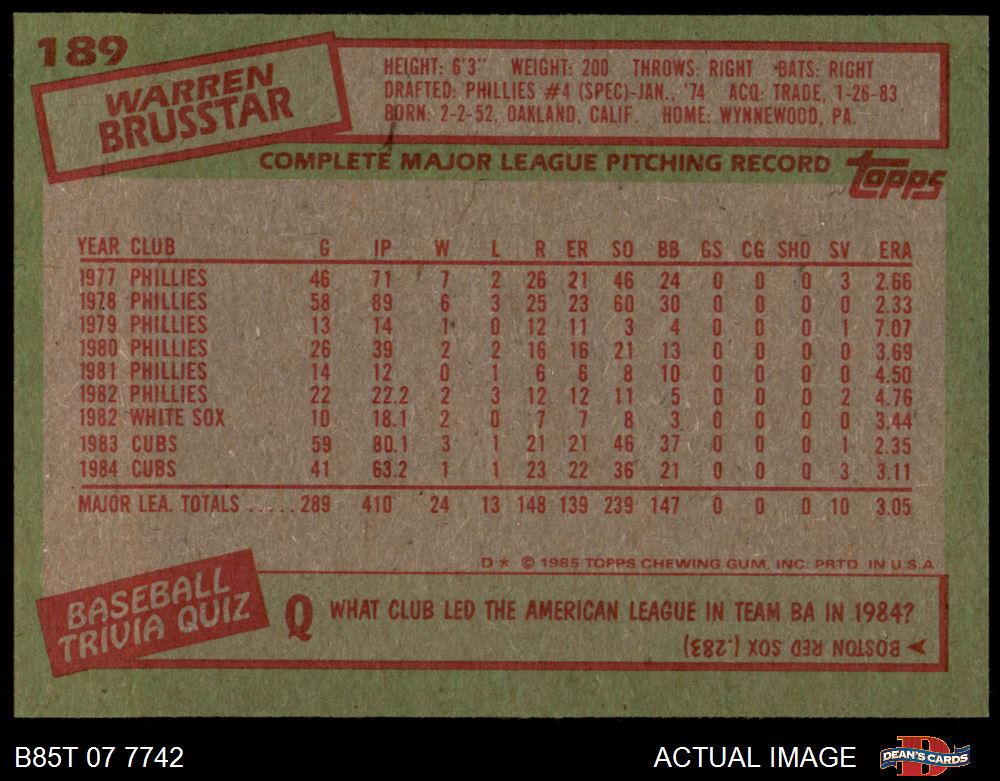 189
WARREN
BRUSSTAR
HEIGHT: 6'3" WEIGHT: 200 THROWS: RIGHT BATS: RIGHT
DRAFTED: PHILLIES #4 (SPEC)-JAN., '74 ACQ: TRADE, 1-26-83
BORN: 2-2-52, OAKLAND, CALIF. HOME: WYNNEWOOD, PA.
COMPLETE MAJOR LEAGUE PITCHING RECORD
topps
YEAR CLUB G IP W L R ER SO BB GS CG SHO SV ERA
1977 PHILLIES 46 71 7 2 26 21 46 24 0 0 0 3 2.66
1978 PHILLIES 58 89 6 3 25 23 60 30 0 0 0 0 2.33
1979 PHILLIES 13 14 1 0 12 11 3 4 0 0 0 1 7.07
1980 PHILLIES 26 39 2 2 16 16 21 13 0 0 0 0 3.69
1981 PHILLIES 14 12 0 1 6 6 8 10 0 0 0 0 4.50
1982 PHILLIES 22 22.2 2 3 12 12 11 5 0 0 0 2 4.76
1982 WHITE SOX 10 18.1 2 0 7 7 8 3 0 0 0 0 3.44
1983 CUBS 59 80.1 3 1 21 21 46 37 0 0 0 1 2.35
1984 CUBS 41 63.2 1 1 23 22 36 21 0 0 0 3 3.11
MAJOR LEA. TOTALS ..... 289 410 24 13 148 139 239 147 0 0 0 10 3.05
D* © 1985 TOPPS CHEWING GUM, INC. PRTD. IN U.S.A.
BASEBALL
TRIVIA QUIZ
Q WHAT CLUB LED THE AMERICAN LEAGUE IN TEAM BA IN 1984?
BOSTON RED SOX (.283)
B85T 07 7742
ACTUAL IMAGE
DEAN'S CARDS